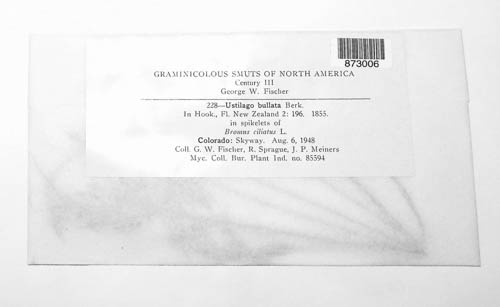 873006
GRAMINICOLOUS SMUTS OF NORTH AMERICA
Century III
George W. Fischer
228—Ustilago bullata Berk.
In Hook., Fl. New Zealand 2: 196. 1855.
in spikelets of
Bromus ciliatus L.
Colorado: Skyway. Aug. 6, 1948
Coll. G. W. Fischer, R. Sprague, J. P. Meiners
Myc. Coll. Bur. Plant Ind. no. 85594